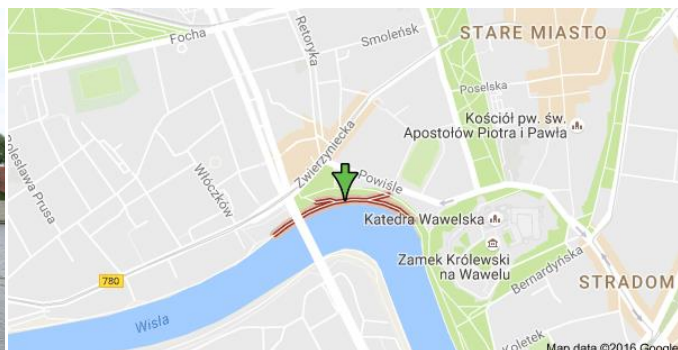 Focha
Retoryka
Smoleńsk
STARE MIASTO
Poselska
Kościół pw. św.
Apostołów Piotra i Pawła
Zwierzyniecka
Włóczków
Powiśle
Katedra Wawelska
Zamek Królewski
na Wawelu
Bernardyńska
STRADOM
780
Wisła
Koletek
Map data ©2016 Google